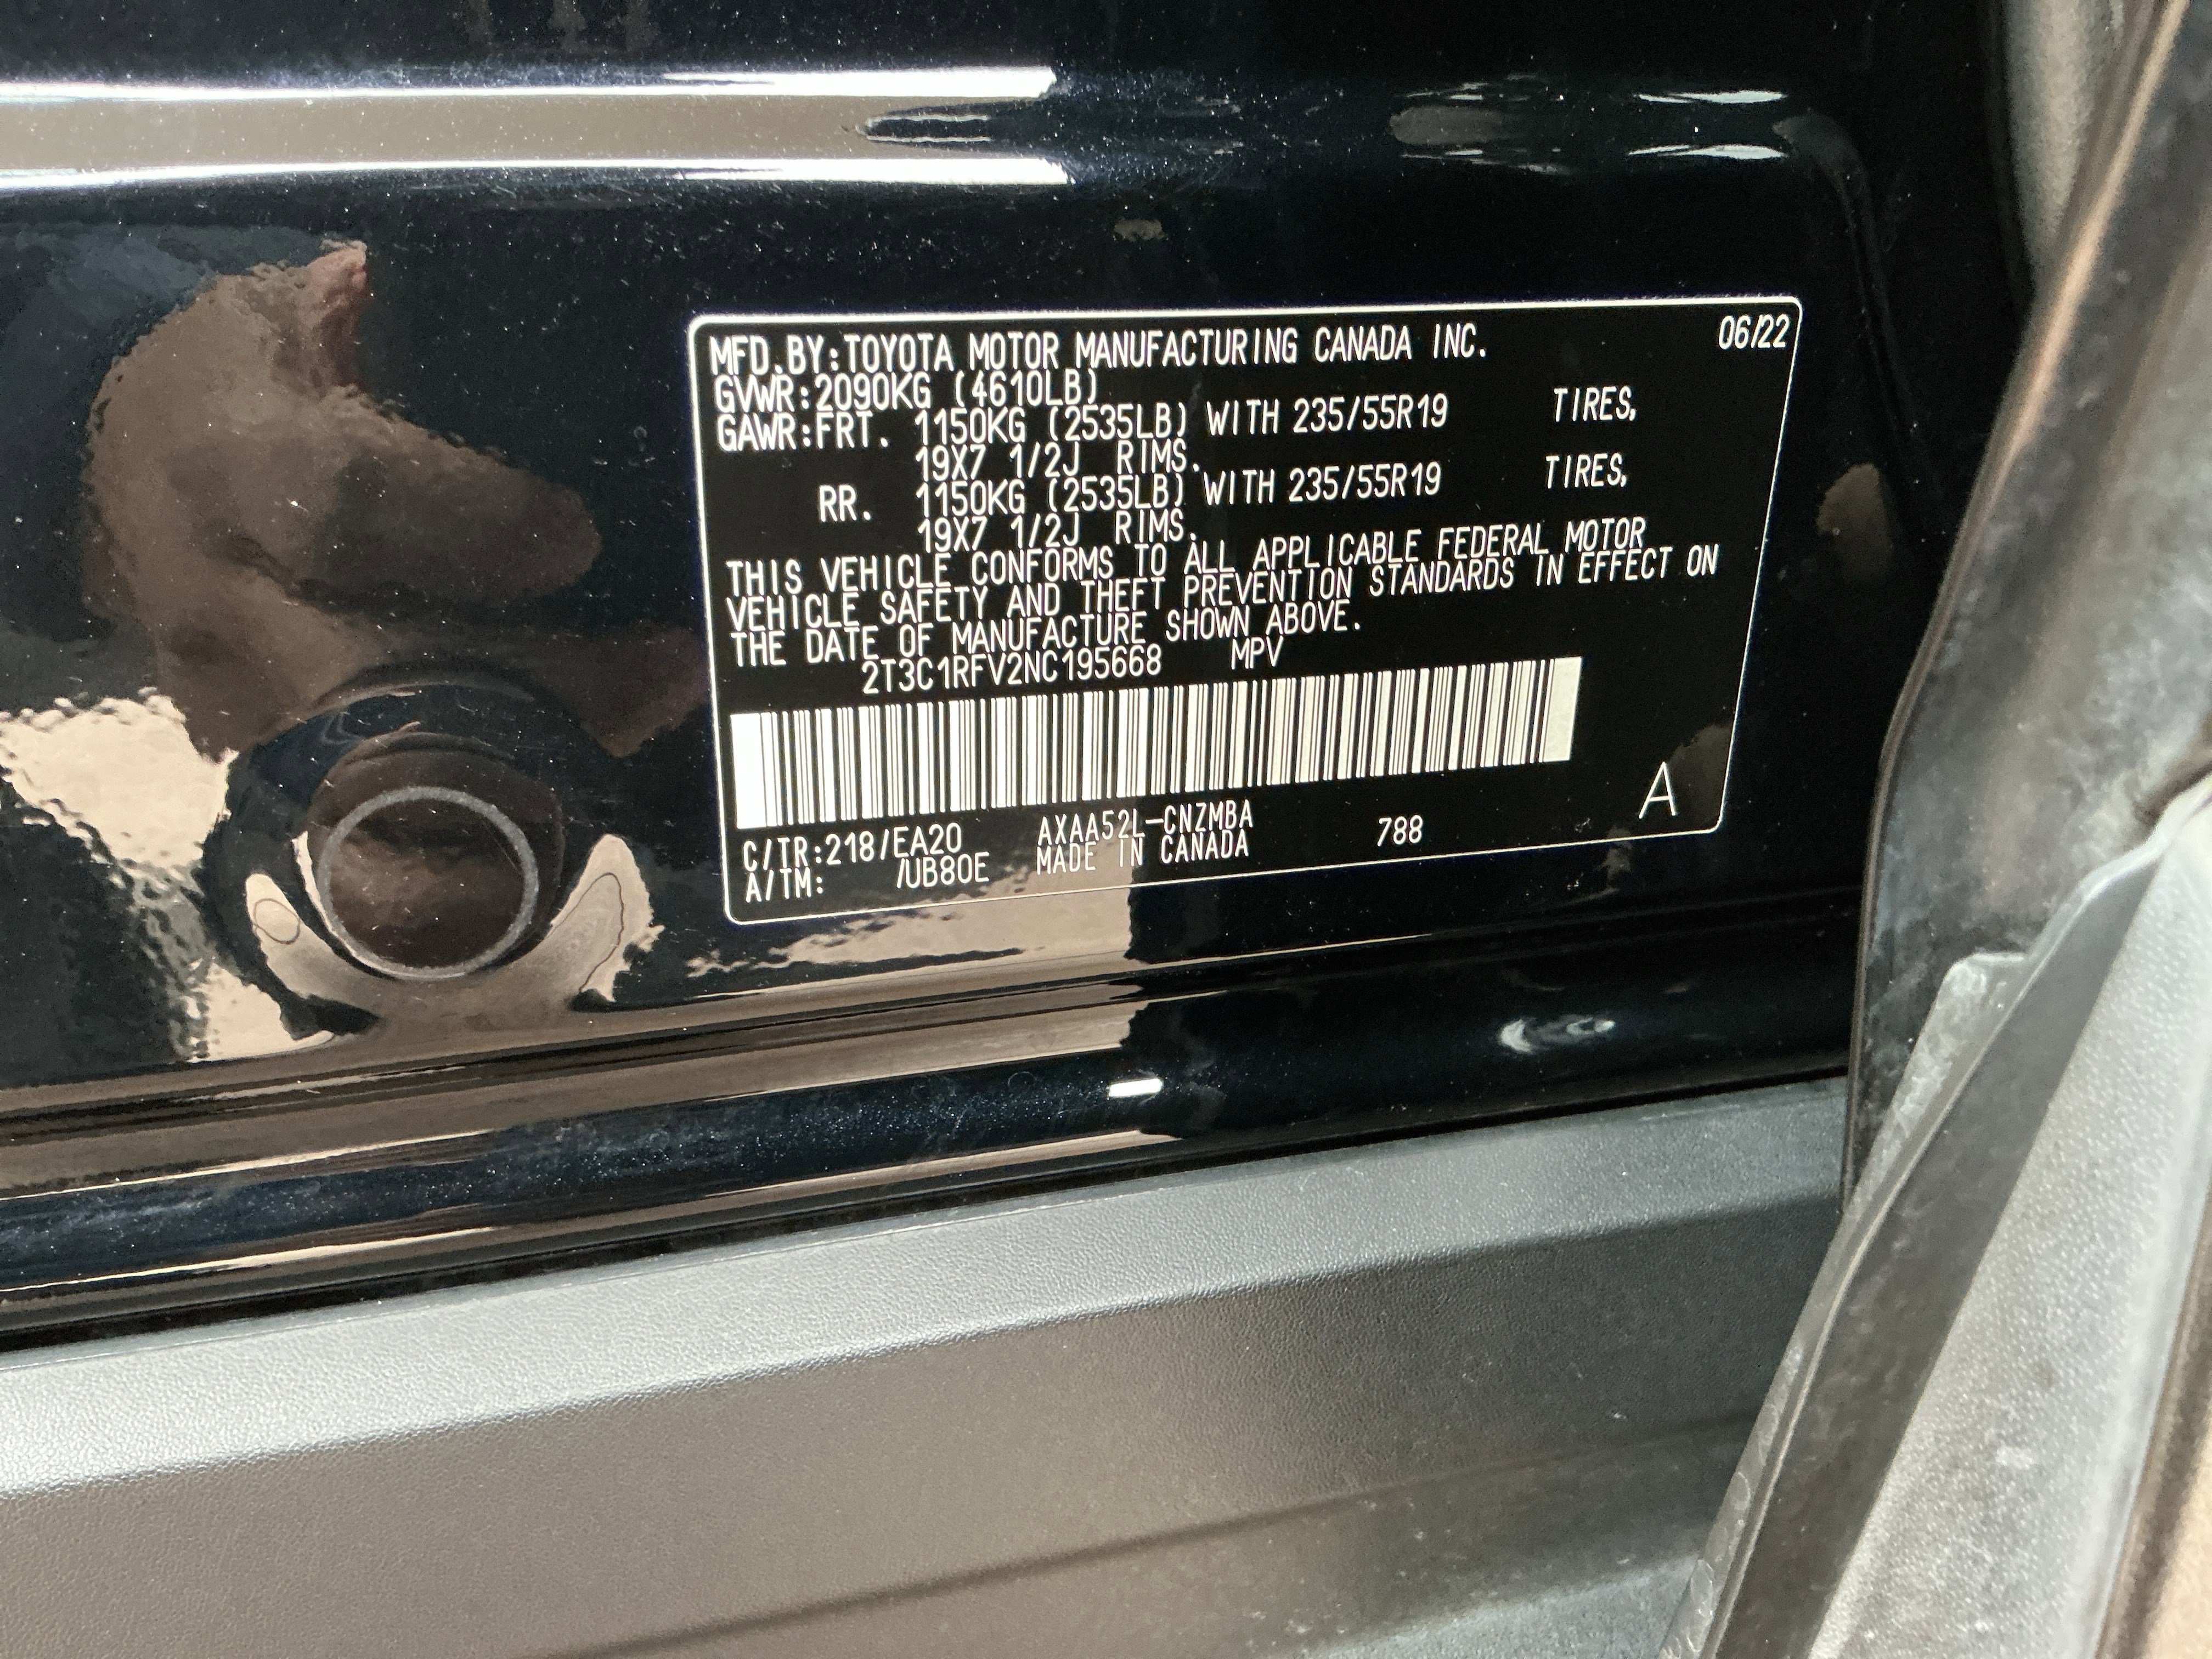 MFD.BY:TOYOTA MOTOR MANUFACTURING CANADA INC. 06/22
GVWR:2090KG (4610LB)
GAWR:FRT. 1150KG (2535LB) WITH 235/55R19 TIRES,
19X7 1/2J RIMS.
RR. 1150KG (2535LB) WITH 235/55R19 TIRES,
19X7 1/2J RIMS.
THIS VEHICLE CONFORMS TO ALL APPLICABLE FEDERAL MOTOR
VEHICLE SAFETY AND THEFT PREVENTION STANDARDS IN EFFECT ON
THE DATE OF MANUFACTURE SHOWN ABOVE.
2T3C1RFV2NC195668 MPV
A
C/TR:218/EA20 AXAA52L-CNZMBA 788
A/TM: /UB80E MADE IN CANADA